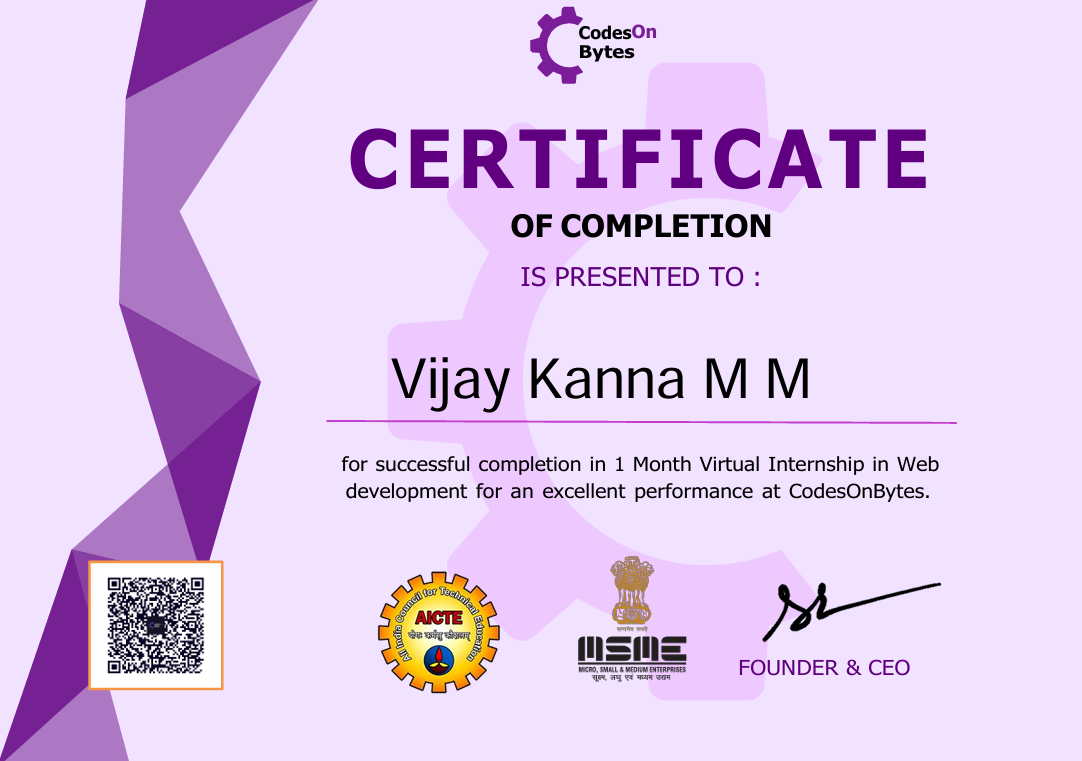 CodesOn
Bytes
CERTIFICATE
OF COMPLETION
IS PRESENTED TO :
Vijay Kanna M M
for successful completion in 1 Month Virtual Internship in Web
development for an excellent performance at CodesOnBytes.
All India Council for Technical Education
AICTE
योगः कर्मसु कौशलम्
सत्यमेव जयते
MSME
MICRO, SMALL & MEDIUM ENTERPRISES
सूक्ष्म, लघु एवं मध्यम उद्यम
FOUNDER & CEO